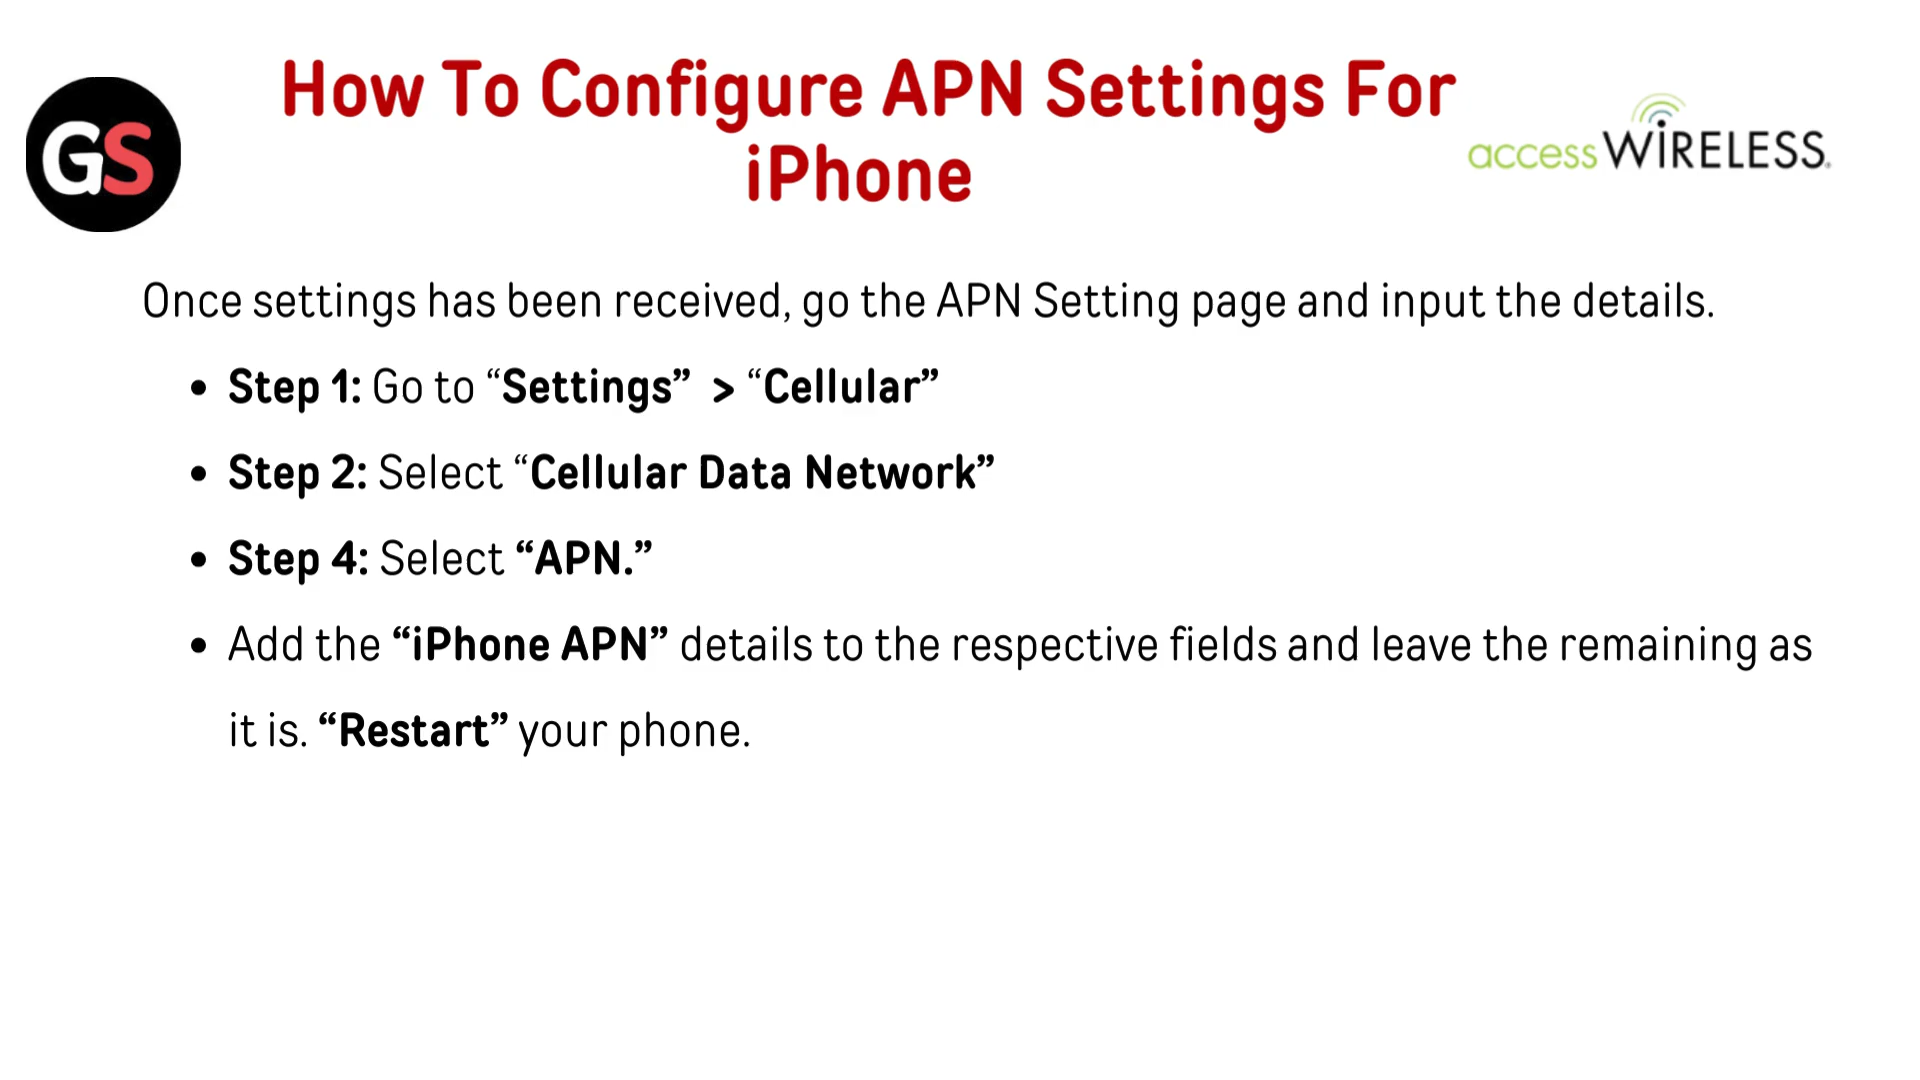 How To Configure APN Settings For
iPhone
GS
access WiRELESS.
Once settings has been received, go the APN Setting page and input the details.
• Step 1: Go to “Settings” > “Cellular”
• Step 2: Select “Cellular Data Network”
• Step 4: Select “APN.”
• Add the “iPhone APN” details to the respective fields and leave the remaining as
it is. “Restart” your phone.